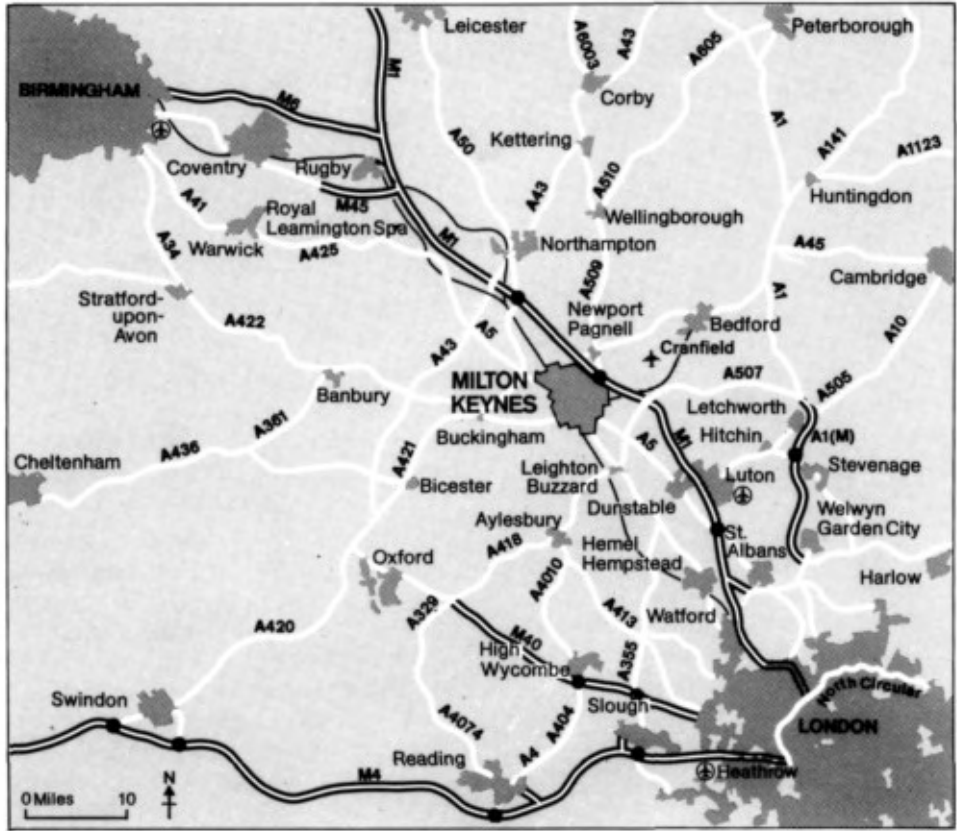 Leicester
Peterborough
A6003
A43
A605
M1
BIRMINGHAM
M6
Corby
A1
A141
A50
Kettering
A1123
Coventry
Rugby
A510
Huntingdon
A41
M45
A43
Royal
Leamington Spa
Wellingborough
Warwick
A425
M1
Northampton
A45
A34
A509
Cambridge
Stratford-
upon-
Avon
Newport
Pagnell
A1
A422
A5
Bedford
A10
A43
Cranfield
Banbury
MILTON
KEYNES
A507
A505
Letchworth
A361
Buckingham
A5
M1
Hitchin
A1(M)
A436
A421
Cheltenham
Leighton
Buzzard
Luton
Stevenage
Bicester
Dunstable
Welwyn
Garden City
Aylesbury
St.
Albans
A418
Hemel
Hempstead
Oxford
Harlow
A4010
A329
A413
Watford
A420
M40
High
Wycombe
A355
North Circular
Swindon
Slough
LONDON
A4074
A404
Reading
A4
Heathrow
M4
N
0 Miles 10